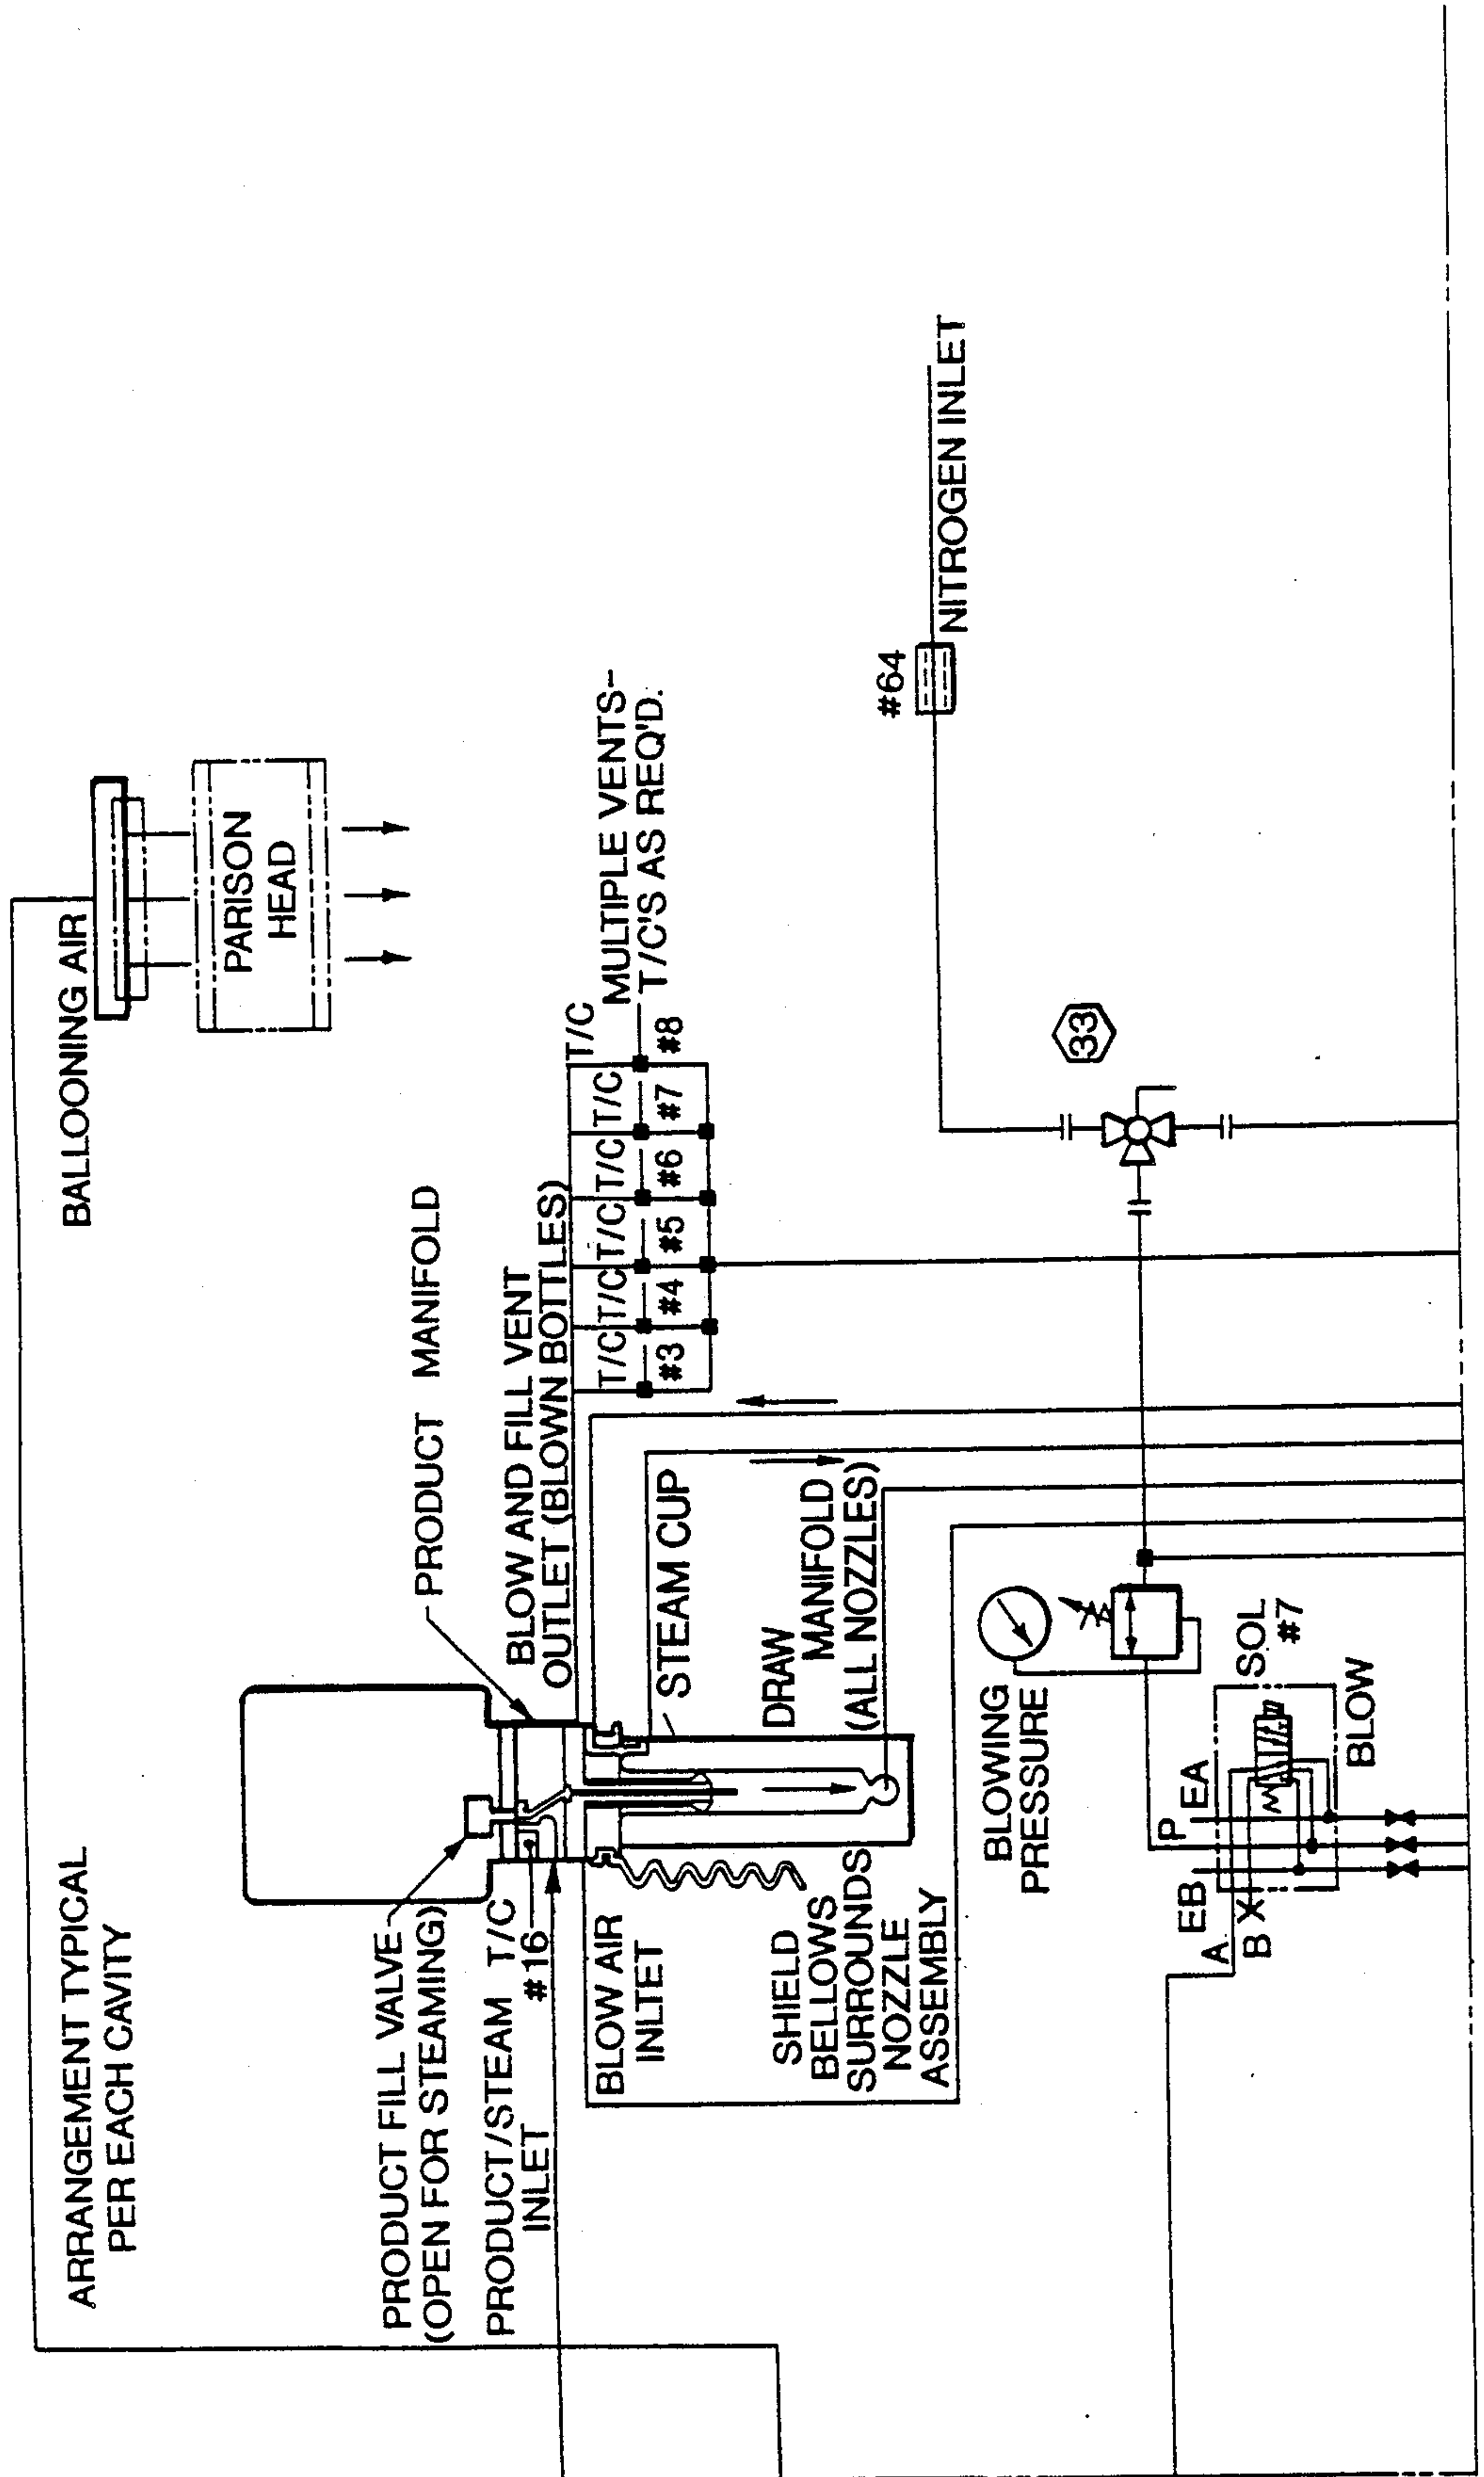 ARRANGEMENT TYPICAL
PER EACH CAVITY
BALLOONING AIR
PARISON
HEAD
PRODUCT FILL VALVE
(OPEN FOR STEAMING)
PRODUCT MANIFOLD
PRODUCT/STEAM T/C
INLET #16
BLOW AND FILL VENT
OUTLET (BLOWN BOTTLES)
T/C T/C T/C T/C T/C T/C
#3 #4 #5 #6 #7 #8
MULTIPLE VENTS-
T/C'S AS REQ'D.
BLOW AIR
INLTET
STEAM CUP
SHIELD
BELLOWS
SURROUNDS
NOZZLE
ASSEMBLY
DRAW
MANIFOLD
(ALL NOZZLES)
#64
NITROGEN INLET
BLOWING
PRESSURE
33
A
B
EB
P
EA
SOL
#7
BLOW